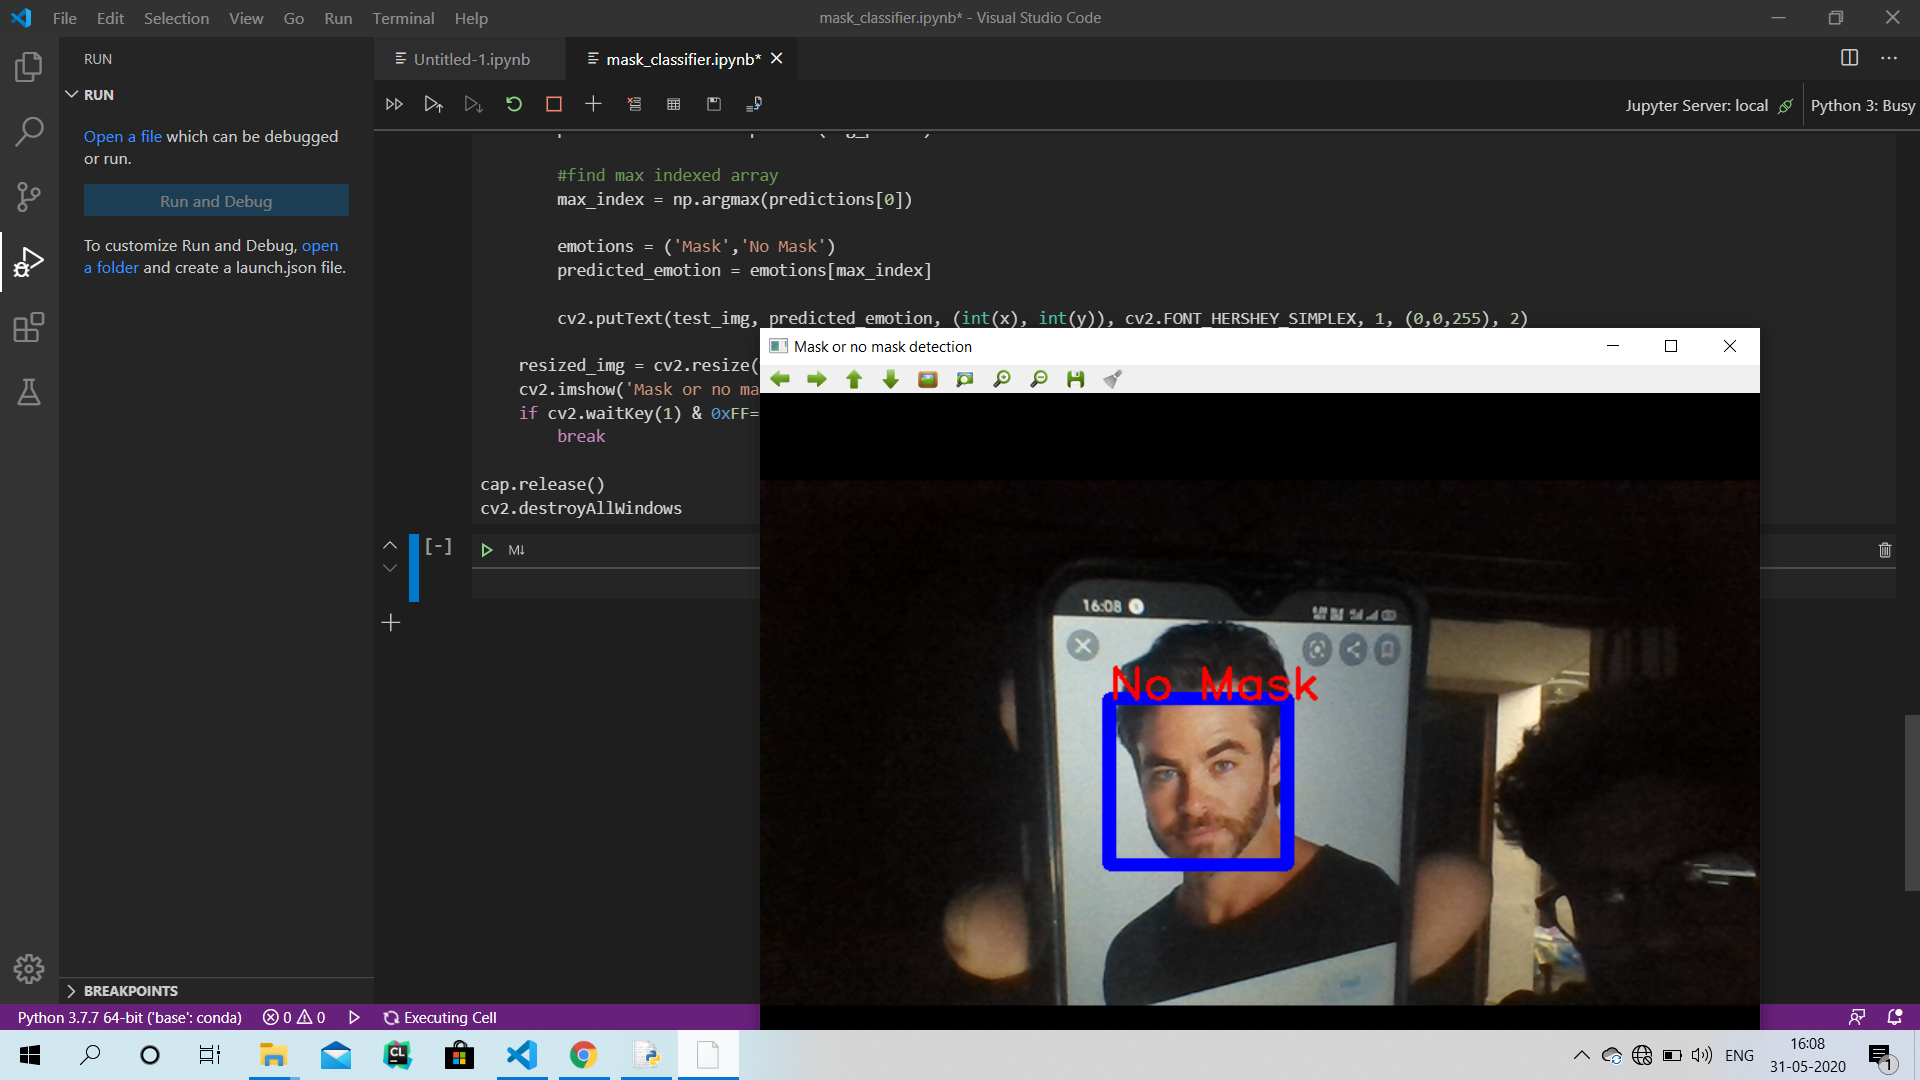 File Edit Selection View Go Run Terminal Help
mask_classifier.ipynb* - Visual Studio Code
RUN
RUN
Open a file which can be debugged
or run.
Run and Debug
To customize Run and Debug, open
a folder and create a launch.json file.
BREAKPOINTS
Untitled-1.ipynb
mask_classifier.ipynb*
Jupyter Server: local
Python 3: Busy
#find max indexed array
max_index = np.argmax(predictions[0])
emotions = ('Mask','No Mask')
predicted_emotion = emotions[max_index]
cv2.putText(test_img, predicted_emotion, (int(x), int(y)), cv2.FONT_HERSHEY_SIMPLEX, 1, (0,0,255), 2)
resized_img = cv2.resize(
cv2.imshow('Mask or no ma
if cv2.waitKey(1) & 0xFF=
break
cap.release()
cv2.destroyAllWindows
[-]
M↓
Mask or no mask detection
16:08
No Mask
Python 3.7.7 64-bit ('base': conda)
0
0
Executing Cell
CL
ENG
16:08
31-05-2020
1